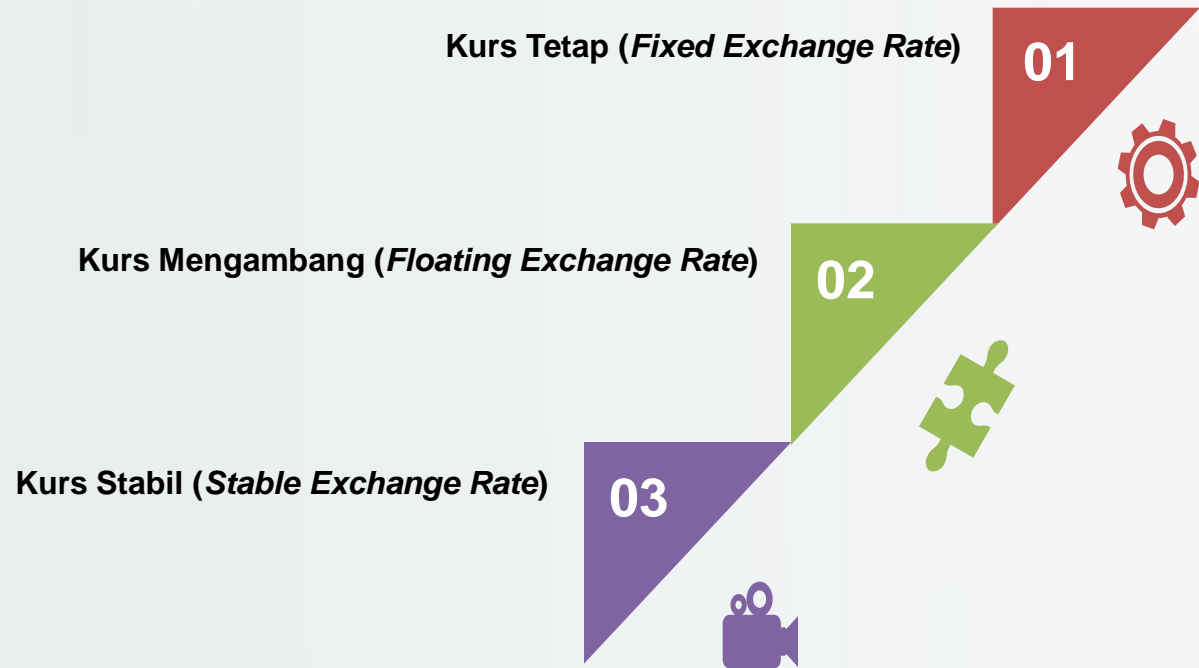 Kurs Tetap (Fixed Exchange Rate)
01
Kurs Mengambang (Floating Exchange Rate)
02
Kurs Stabil (Stable Exchange Rate)
03